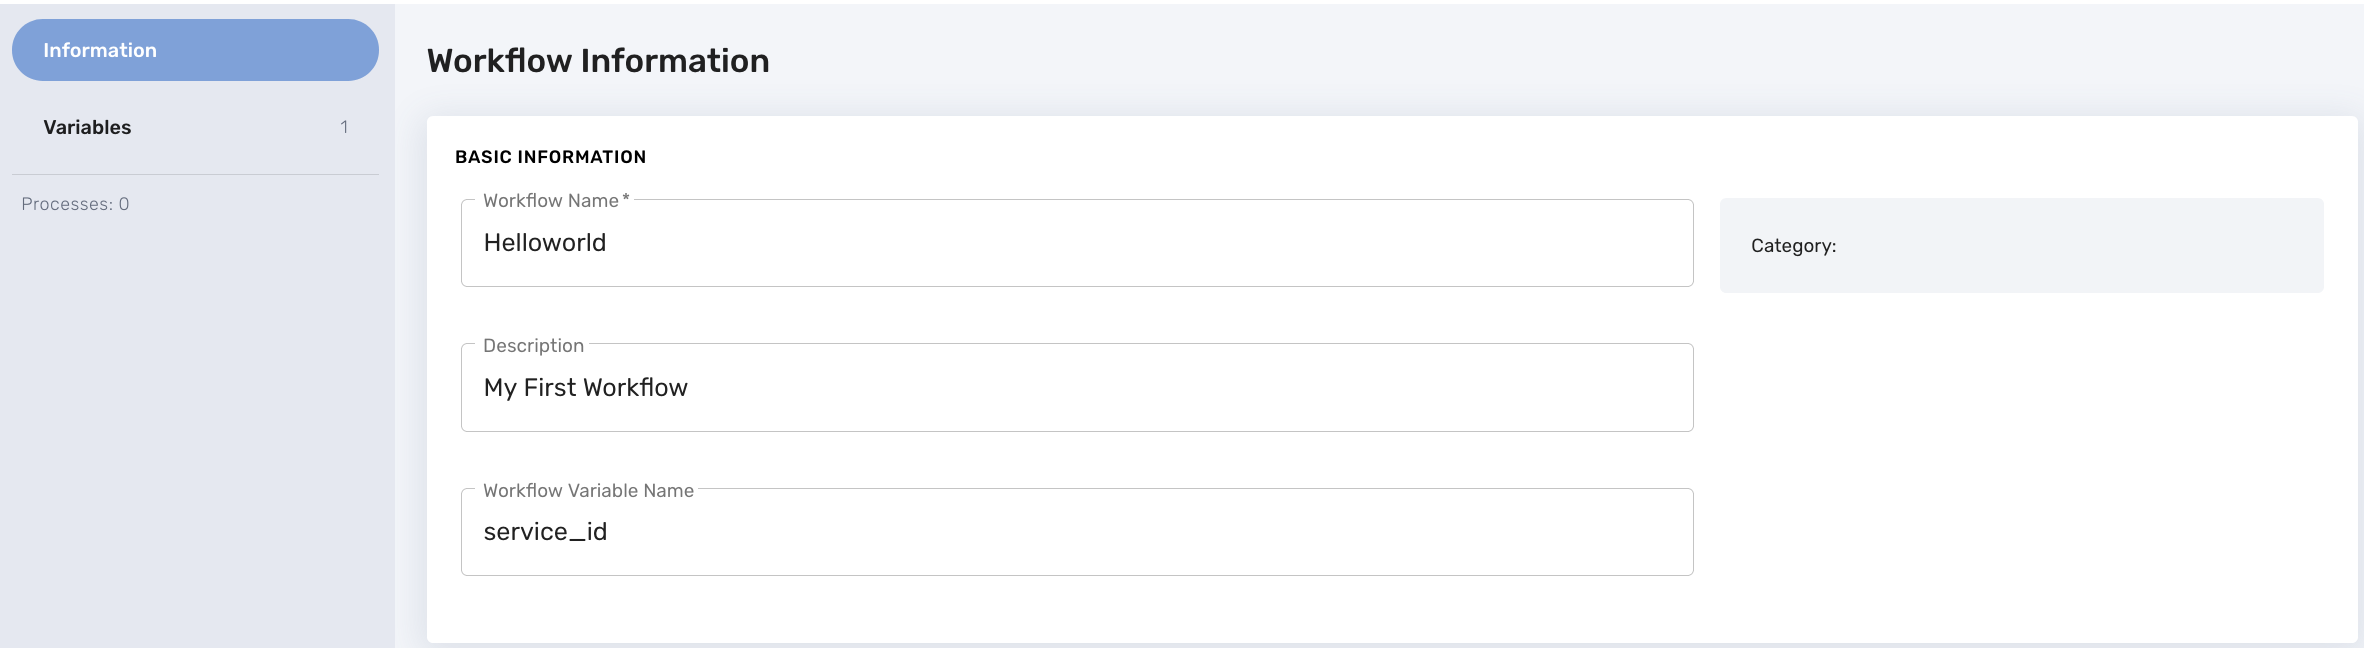 Information
Variables 1
Processes: 0
Workflow Information
BASIC INFORMATION
Workflow Name *
Helloworld
Category:
Description
My First Workflow
Workflow Variable Name
service_id